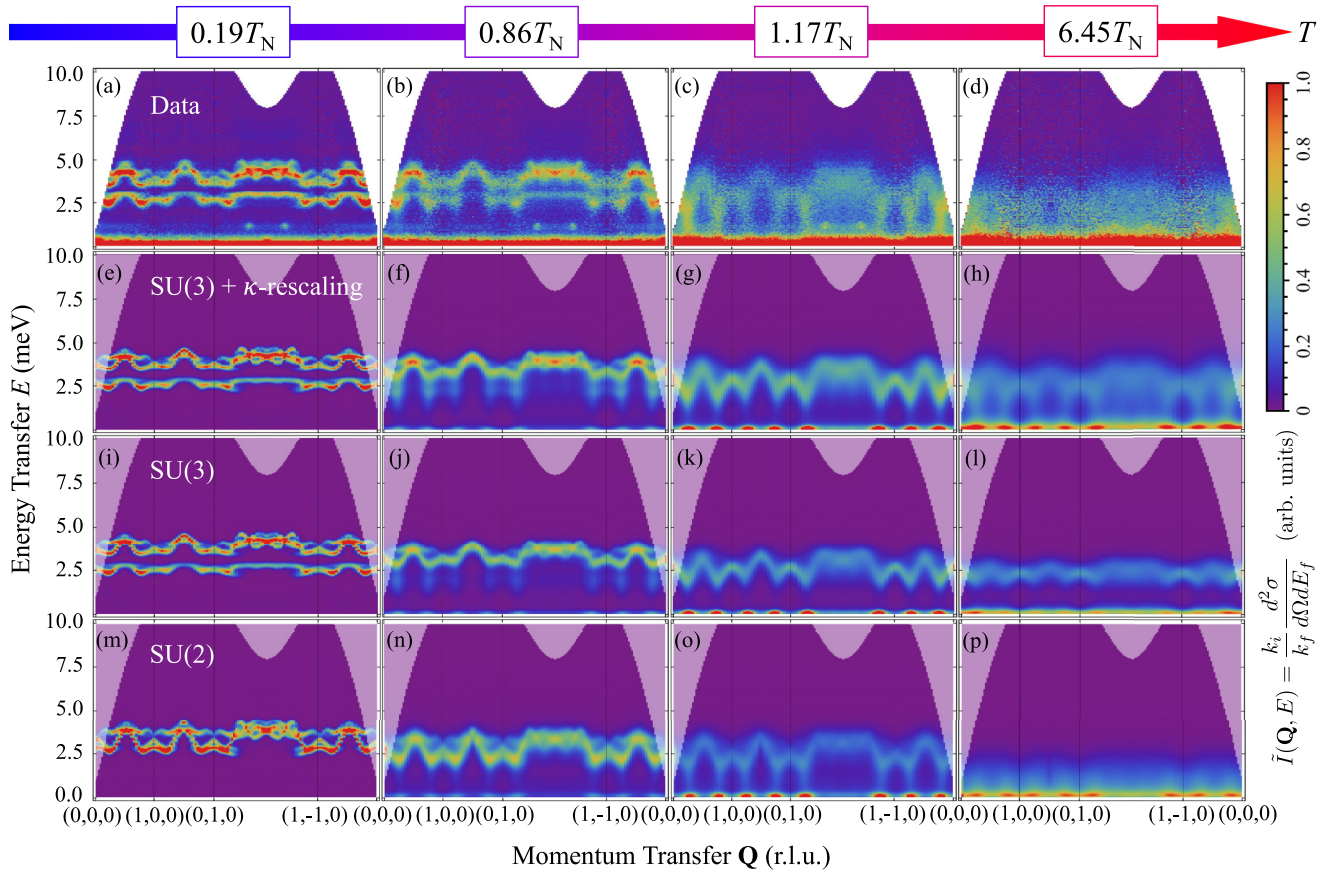 0.19T_N 0.86T_N 1.17T_N 6.45T_N T
10.0 (a) (b) (c) (d) 1.0
Data
7.5
0.8
5.0
0.6
2.5
0.4
10.0 (e) (f) (g) (h)
SU(3) + κ-rescaling
0.2
7.5
5.0
0
2.5
10.0 (i) (j) (k) (l)
SU(3)
7.5
5.0
2.5
10.0 (m) (n) (o) (p)
SU(2)
7.5
5.0
2.5
0.0
(0,0,0) (1,0,0) (0,1,0) (1,-1,0) (0,0,0) (1,0,0) (0,1,0) (1,-1,0) (0,0,0) (1,0,0) (0,1,0) (1,-1,0) (0,0,0) (1,0,0) (0,1,0) (1,-1,0) (0,0,0)
Momentum Transfer Q (r.l.u.)
Energy Transfer E (meV)
Ĩ(Q, E) = k_i/k_f d²σ/dΩdE_f (arb. units)